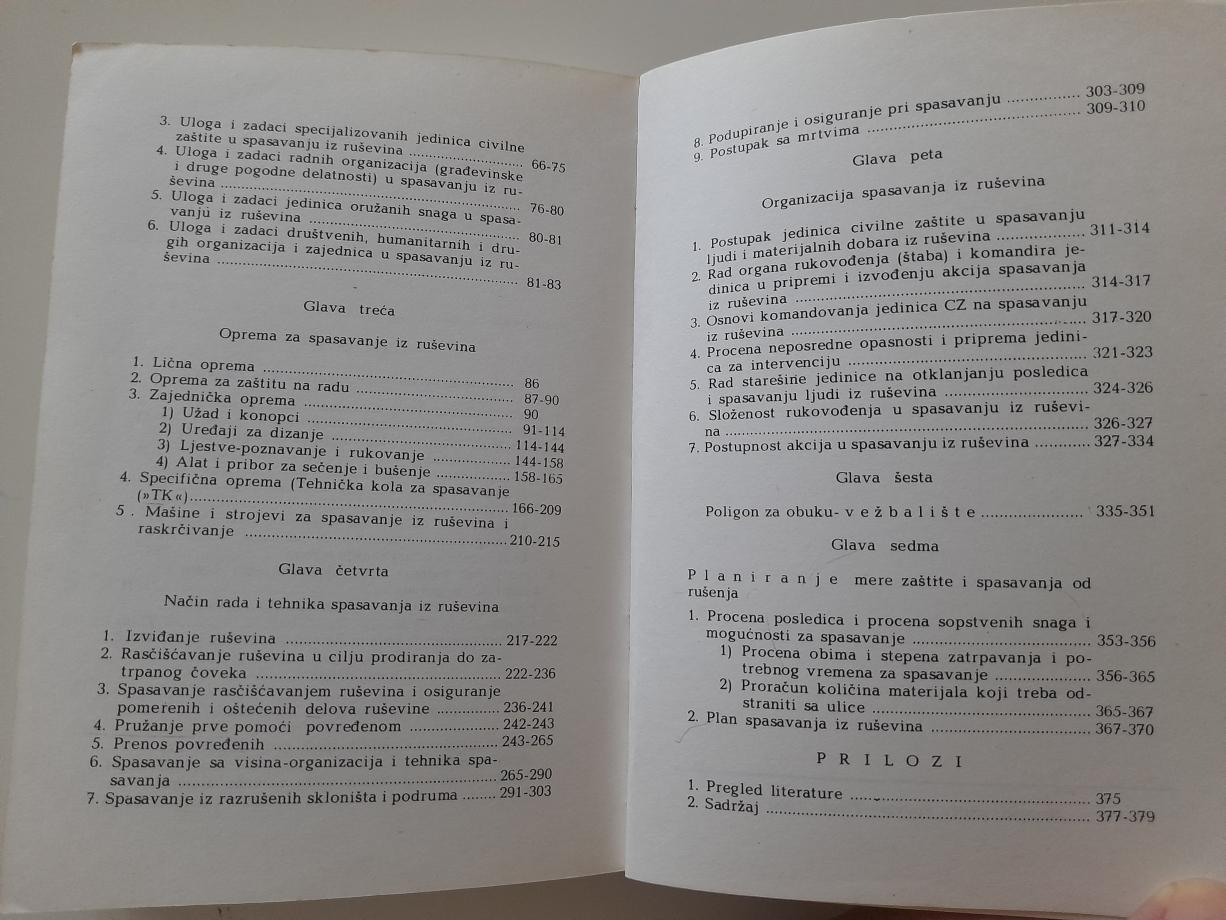 3. Uloga i zadaci specijalizovanih jedinica civilne
zaštite u spasavanju iz ruševina ........................... 66-75
4. Uloga i zadaci radnih organizacija (građevinske
i druge pogodne delatnosti) u spasavanju iz ru-
ševina ........................... 76-80
5. Uloga i zadaci jedinica oružanih snaga u spasa-
vanju iz ruševina ........................... 80-81
6. Uloga i zadaci društvenih, humanitarnih i dru-
gih organizacija i zajednica u spasavanju iz ru-
ševina ........................... 81-83
Glava treća
Oprema za spasavanje iz ruševina
1. Lična oprema ........................... 86
2. Oprema za zaštitu na radu ........................... 87-90
3. Zajednička oprema ........................... 90
1) Užad i konopci ........................... 91-114
2) Uređaji za dizanje ........................... 114-144
3) Ljestve-poznavanje i rukovanje ................ 144-158
4) Alat i pribor za sečenje i bušenje ................ 158-165
4. Specifična oprema (Tehnička kola za spasavanje
(»TK«)........................... 166-209
5 . Mašine i strojevi za spasavanje iz ruševina i
raskrčivanje ........................... 210-215
Glava četvrta
Način rada i tehnika spasavanja iz ruševina
1. Izviđanje ruševina ........................... 217-222
2. Rasčišćavanje ruševina u cilju prodiranja do za-
trpanog čoveka ........................... 222-236
3. Spasavanje rasčišćavanjem ruševina i osiguranje
pomerenih i oštećenih delova ruševine ............. 236-241
4. Pružanje prve pomoći povređenom .................. 242-243
5. Prenos povređenih ........................... 243-265
6. Spasavanje sa visina-organizacija i tehnika spa-
savanja ........................... 265-290
7. Spasavanje iz razrušenih skloništa i podruma ........ 291-303
8. Podupiranje i osiguranje pri spasavanju ................ 303-309
9. Postupak sa mrtvima ........................... 309-310
Glava peta
Organizacija spasavanja iz ruševina
1. Postupak jedinica civilne zaštite u spasavanju
ljudi i materijalnih dobara iz ruševina .................. 311-314
2. Rad organa rukovođenja (štaba) i komandira je-
dinica u pripremi i izvođenju akcija spasavanja
iz ruševina ........................... 314-317
3. Osnovi komandovanja jedinica CZ na spasavanju
iz ruševina ........................... 317-320
4. Procena neposredne opasnosti i priprema jedini-
ca za intervenciju ........................... 321-323
5. Rad starešine jedinice na otklanjanju posledica
i spasavanju ljudi iz ruševina ........................... 324-326
6. Složenost rukovođenja u spasavanju iz ruševi-
na ........................... 326-327
7. Postupnost akcija u spasavanju iz ruševina ............ 327-334
Glava šesta
Poligon za obuku- v e ž b a l i š t e ...................... 335-351
Glava sedma
P l a n i r a n j e mere zaštite i spasavanja od
rušenja
1. Procena posledica i procena sopstvenih snaga i
mogućnosti za spasavanje ........................... 353-356
1) Procena obima i stepena zatrpavanja i po-
trebnog vremena za spasavanje .................. 356-365
2) Proračun količina materijala koji treba od-
straniti sa ulice ........................... 365-367
2. Plan spasavanja iz ruševina ........................... 367-370
P R I L O Z I
1. Pregled literature ........................... 375
2. Sadržaj ........................... 377-379